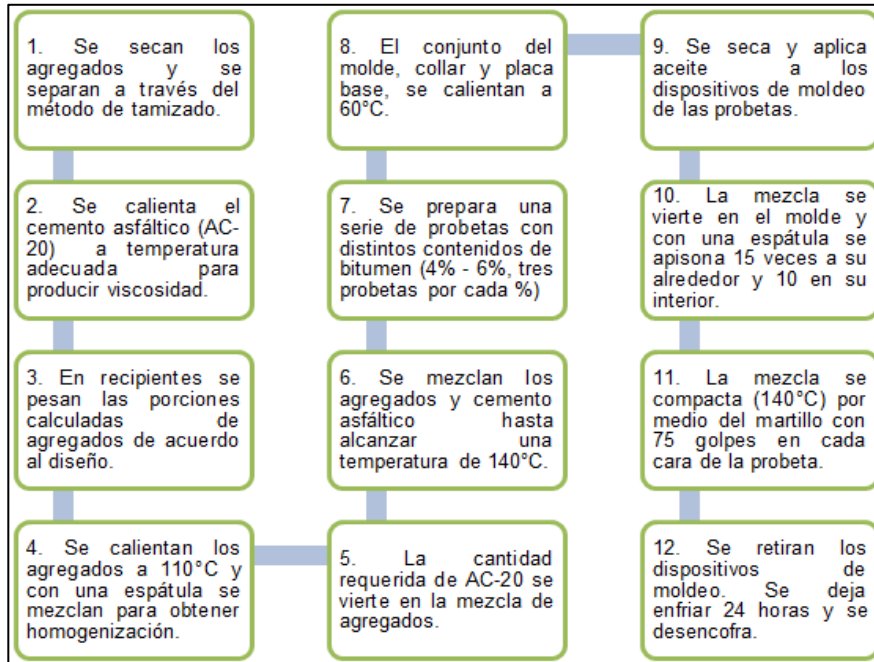 1. Se secan los
agregados y se
separan a través del
método de tamizado.
2. Se calienta el
cemento asfáltico (AC-
20) a temperatura
adecuada para
producir viscosidad.
3. En recipientes se
pesan las porciones
calculadas de
agregados de acuerdo
al diseño.
4. Se calientan los
agregados a 110°C y
con una espátula se
mezclan para obtener
homogenización.
5. La cantidad
requerida de AC-20 se
vierte en la mezcla de
agregados.
6. Se mezclan los
agregados y cemento
asfáltico hasta
alcanzar una
temperatura de 140°C.
7. Se prepara una
serie de probetas con
distintos contenidos de
bitumen (4% - 6%, tres
probetas por cada %)
8. El conjunto del
molde, collar y placa
base, se calientan a
60°C.
9. Se seca y aplica
aceite a los
dispositivos de moldeo
de las probetas.
10. La mezcla se
vierte en el molde y
con una espátula se
apisona 15 veces a su
alrededor y 10 en su
interior.
11. La mezcla se
compacta (140°C) por
medio del martillo con
75 golpes en cada
cara de la probeta.
12. Se retiran los
dispositivos de
moldeo. Se deja
enfriar 24 horas y se
desencofra.